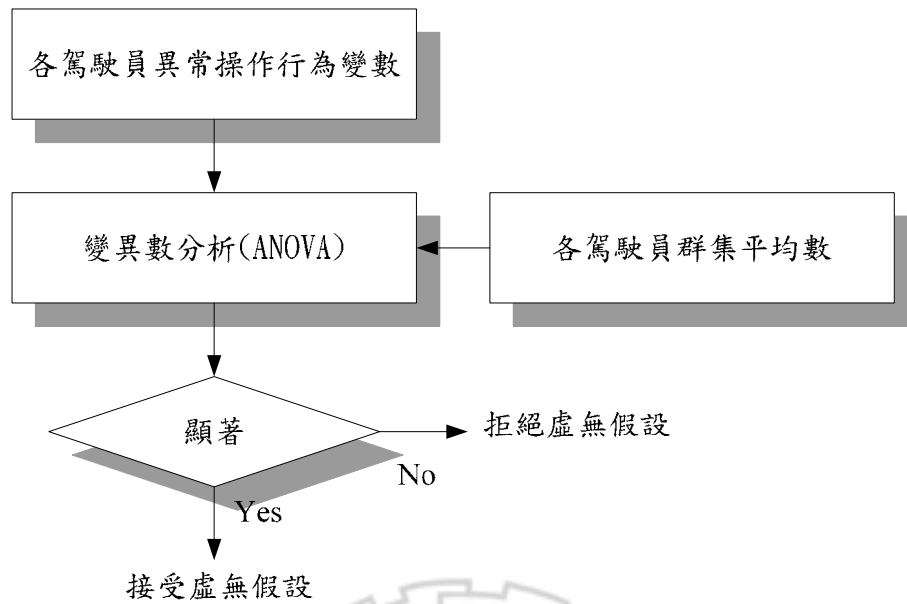 各駕駛員異常操作行為變數
變異數分析(ANOVA)
各駕駛員群集平均數
顯著
拒絕虛無假設
No
Yes
接受虛無假設